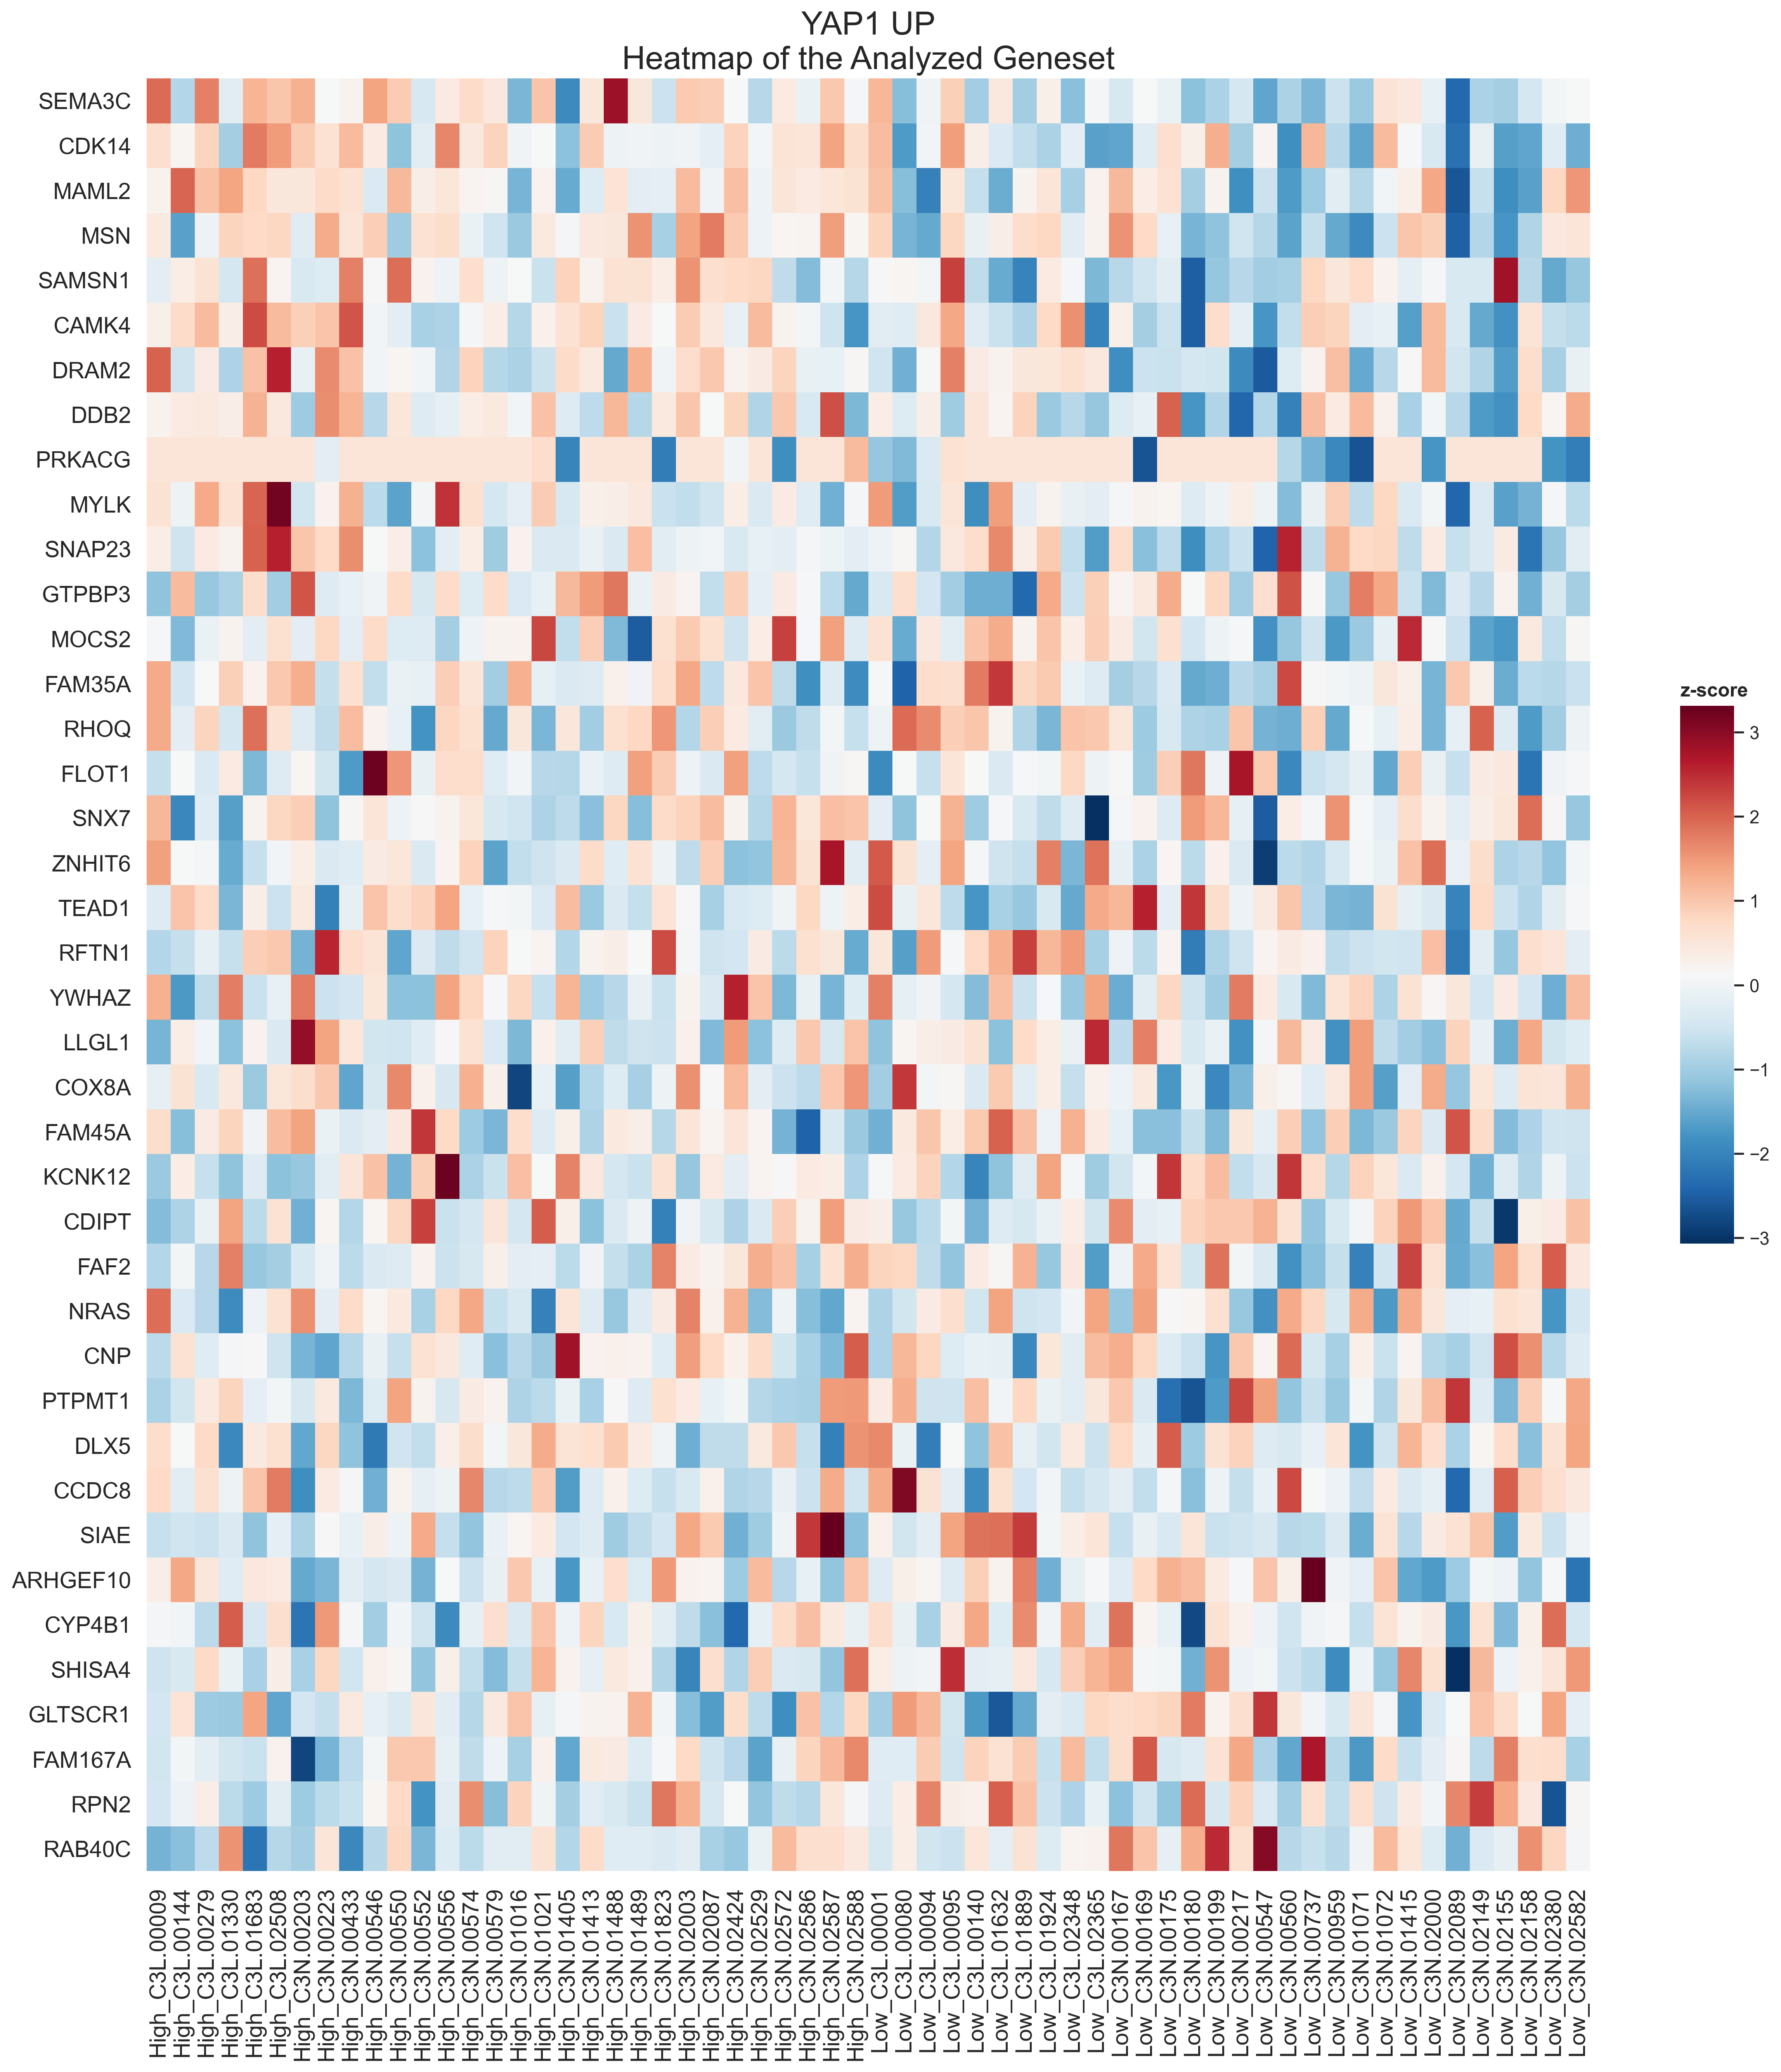 YAP1 UP
Heatmap of the Analyzed Geneset
SEMA3C
CDK14
MAML2
MSN
SAMSN1
CAMK4
DRAM2
DDB2
PRKACG
MYLK
SNAP23
GTPBP3
MOCS2
FAM35A
RHOQ
FLOT1
SNX7
ZNHIT6
TEAD1
RFTN1
YWHAZ
LLGL1
COX8A
FAM45A
KCNK12
CDIPT
FAF2
NRAS
CNP
PTPMT1
DLX5
CCDC8
SIAE
ARHGEF10
CYP4B1
SHISA4
GLTSCR1
FAM167A
RPN2
RAB40C
High_C3L.00009
High_C3L.00144
High_C3L.00279
High_C3L.01330
High_C3L.01683
High_C3L.02508
High_C3N.00203
High_C3N.00223
High_C3N.00433
High_C3N.00546
High_C3N.00550
High_C3N.00552
High_C3N.00556
High_C3N.00574
High_C3N.00579
High_C3N.01016
High_C3N.01021
High_C3N.01405
High_C3N.01413
High_C3N.01488
High_C3N.01489
High_C3N.01823
High_C3N.02003
High_C3N.02087
High_C3N.02424
High_C3N.02529
High_C3N.02572
High_C3N.02586
High_C3N.02587
High_C3N.02588
Low_C3L.00001
Low_C3L.00080
Low_C3L.00094
Low_C3L.00095
Low_C3L.00140
Low_C3L.01632
Low_C3L.01889
Low_C3L.01924
Low_C3L.02348
Low_C3L.02365
Low_C3N.00167
Low_C3N.00169
Low_C3N.00175
Low_C3N.00180
Low_C3N.00199
Low_C3N.00217
Low_C3N.00547
Low_C3N.00560
Low_C3N.00737
Low_C3N.00959
Low_C3N.01071
Low_C3N.01072
Low_C3N.01415
Low_C3N.02000
Low_C3N.02089
Low_C3N.02149
Low_C3N.02155
Low_C3N.02158
Low_C3N.02380
Low_C3N.02582
z-score
3
2
1
0
−1
−2
−3